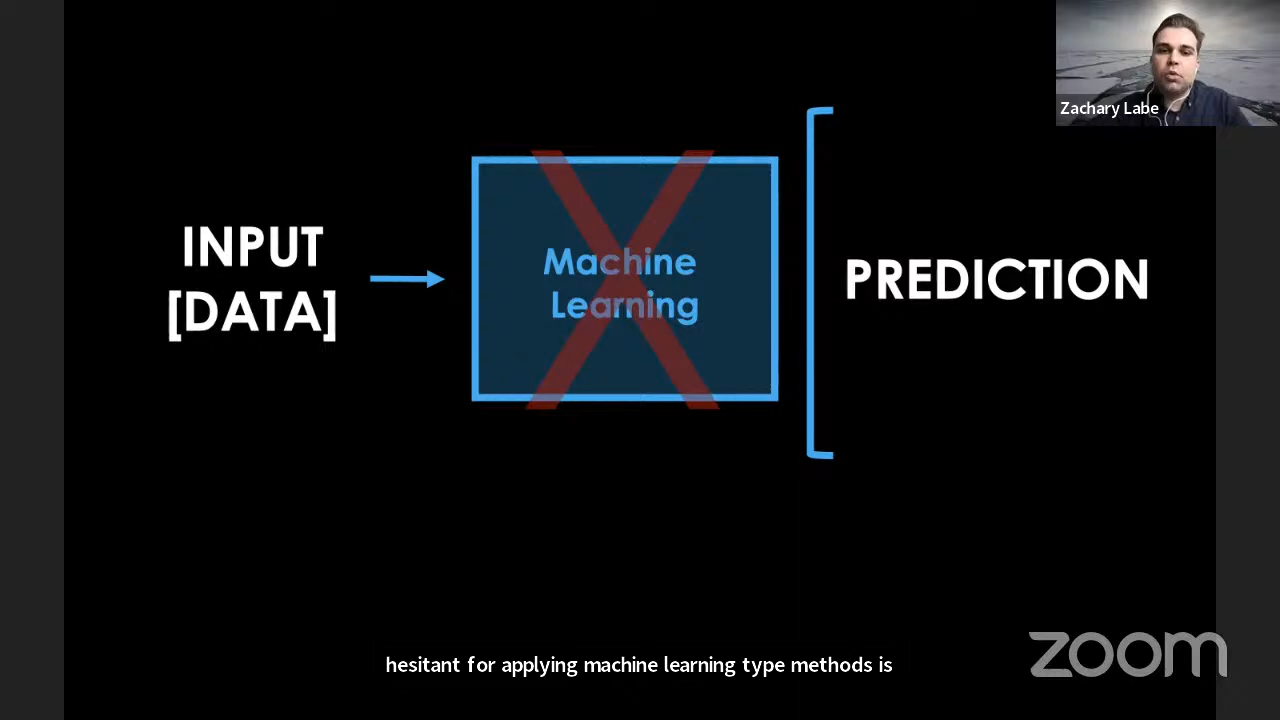 Zachary Labe
INPUT
[DATA]
Machine
Learning
PREDICTION
hesitant for applying machine learning type methods is
zoom